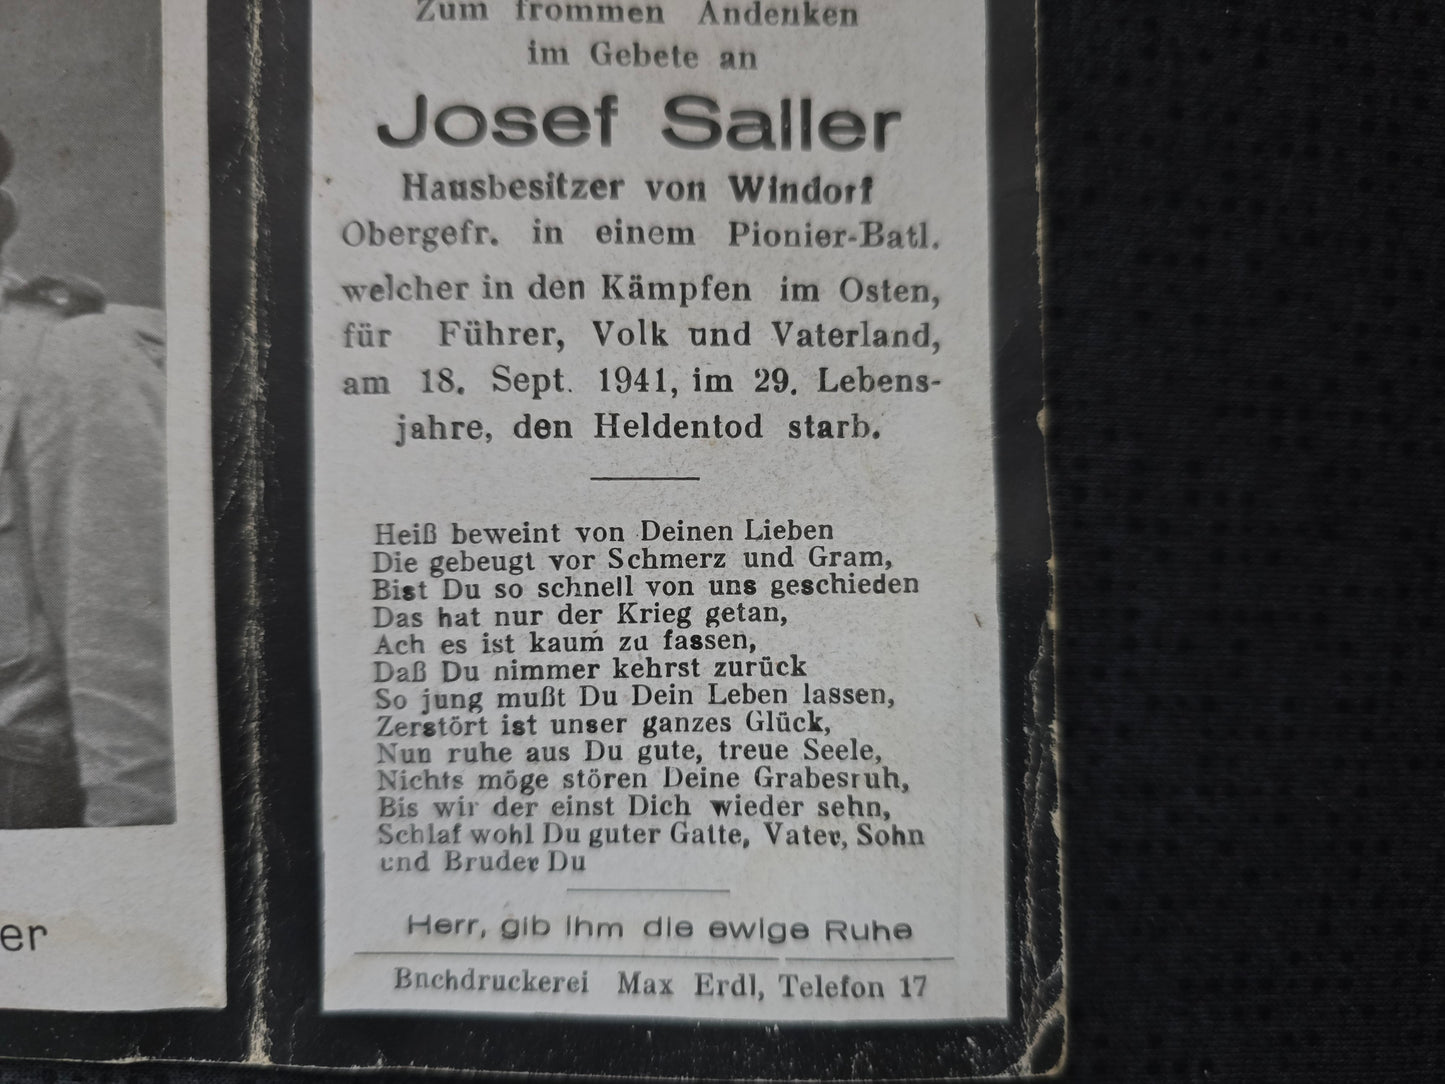 Zum frommen Andenken
im Gebete an
Josef Saller
Hausbesitzer von Windorf
Obergefr. in einem Pionier-Batl.
welcher in den Kämpfen im Osten,
für Führer, Volk und Vaterland,
am 18. Sept. 1941, im 29. Lebens-
jahre, den Heldentod starb.
Heiß beweint von Deinen Lieben
Die gebeugt vor Schmerz und Gram,
Bist Du so schnell von uns geschieden
Das hat nur der Krieg getan,
Ach es ist kaum zu fassen,
Daß Du nimmer kehrst zurück
So jung mußt Du Dein Leben lassen,
Zerstört ist unser ganzes Glück,
Nun ruhe aus Du gute, treue Seele,
Nichts möge stören Deine Grabesruh,
Bis wir der einst Dich wieder sehn,
Schlaf wohl Du guter Gatte, Vater, Sohn
und Bruder Du
Herr, gib ihm die ewige Ruhe
Buchdruckerei Max Erdl, Telefon 17
er